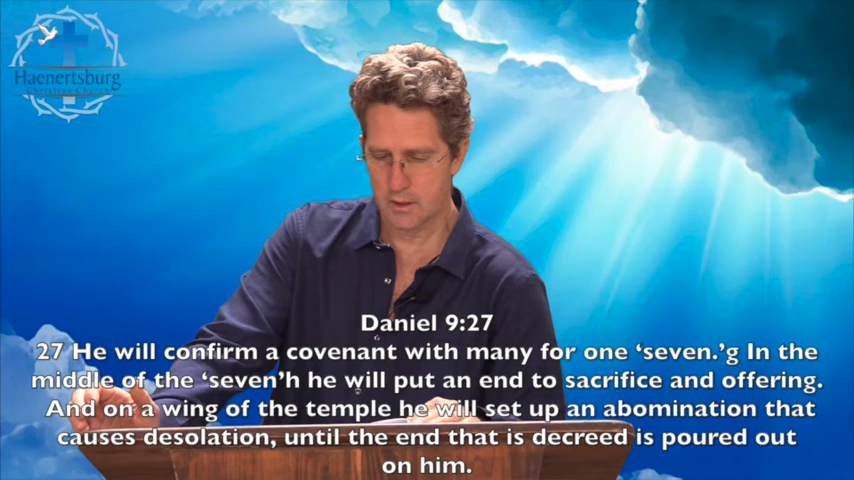 Haenertsburg
Christian Church
Daniel 9:27
27 He will confirm a covenant with many for one ‘seven.’g In the
middle of the ‘seven’h he will put an end to sacrifice and offering.
And on a wing of the temple he will set up an abomination that
causes desolation, until the end that is decreed is poured out
on him.